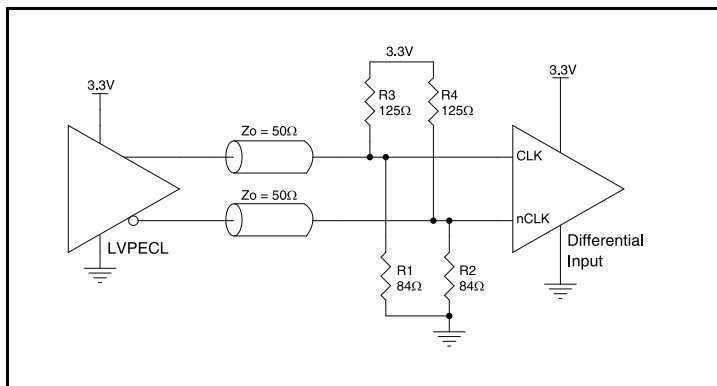 3.3V
3.3V
3.3V
R3
125Ω
R4
125Ω
Zo = 50Ω
CLK
Zo = 50Ω
nCLK
LVPECL
Differential
Input
R1
84Ω
R2
84Ω